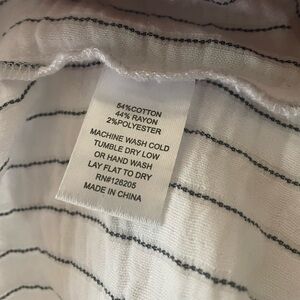 54%COTTON
44% RAYON
2%POLYESTER
MACHINE WASH COLD
TUMBLE DRY LOW
OR HAND WASH
LAY FLAT TO DRY
RN#128205
MADE IN CHINA